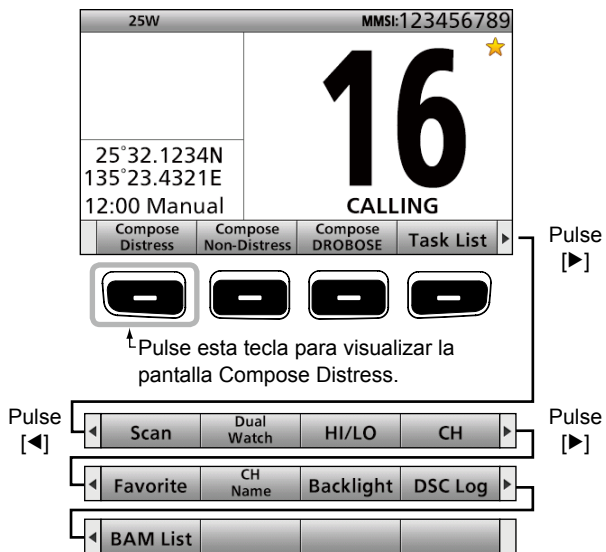 25W MMSI:123456789
16
25°32.1234N
135°23.4321E
12:00 Manual CALLING
Compose Distress Compose Non-Distress Compose DROBOSE Task List ▶
Pulse [▶]
Pulse esta tecla para visualizar la
pantalla Compose Distress.
Pulse [◀]
◀ Scan Dual Watch HI/LO CH ▶
Pulse [▶]
◀ Favorite CH Name Backlight DSC Log ▶
◀ BAM List